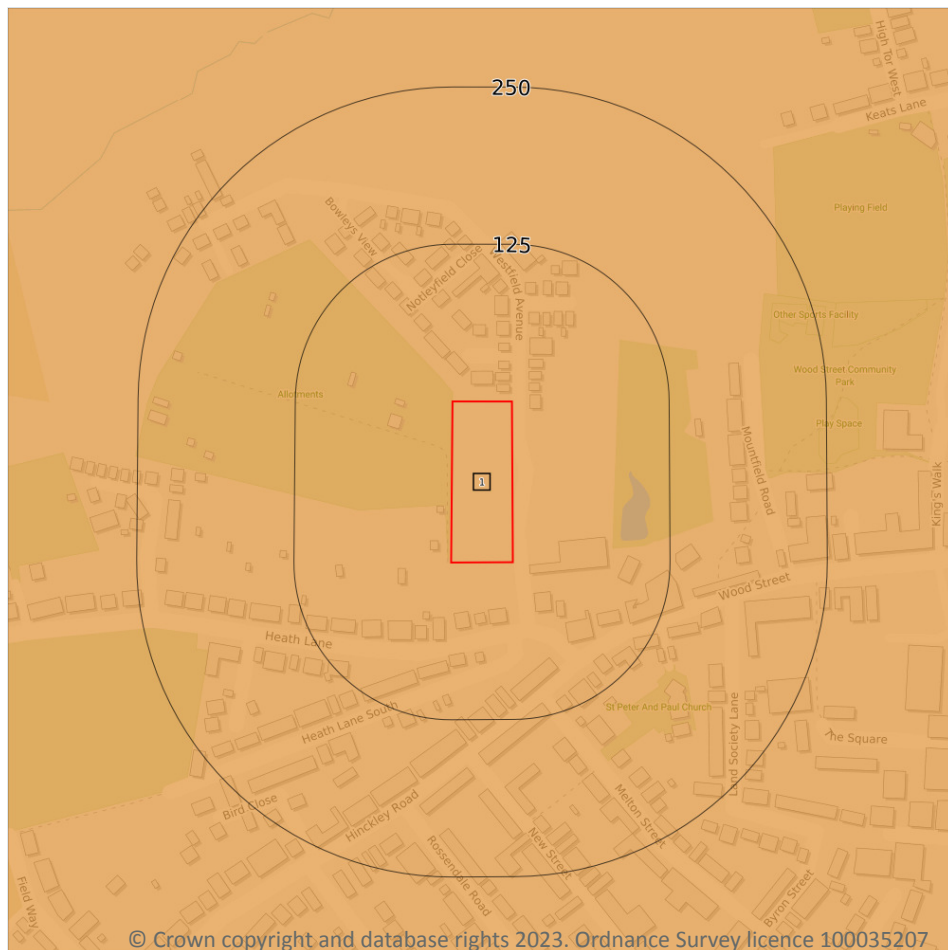 250
High Tor West
Keats Lane
Playing Field
Bowleys View
125
Notleyfield Close
Westfield Avenue
Other Sports Facility
Wood Street Community
Park
Allotments
Play Space
Mountfield Road
King's Walk
1
Wood Street
Heath Lane
St Peter And Paul Church
Heath Lane South
Land Society Lane
The Square
Bird Close
Hinckley Road
Melton Street
New Street
Rossendale Road
Byron Street
Field Way
© Crown copyright and database rights 2023. Ordnance Survey licence 100035207